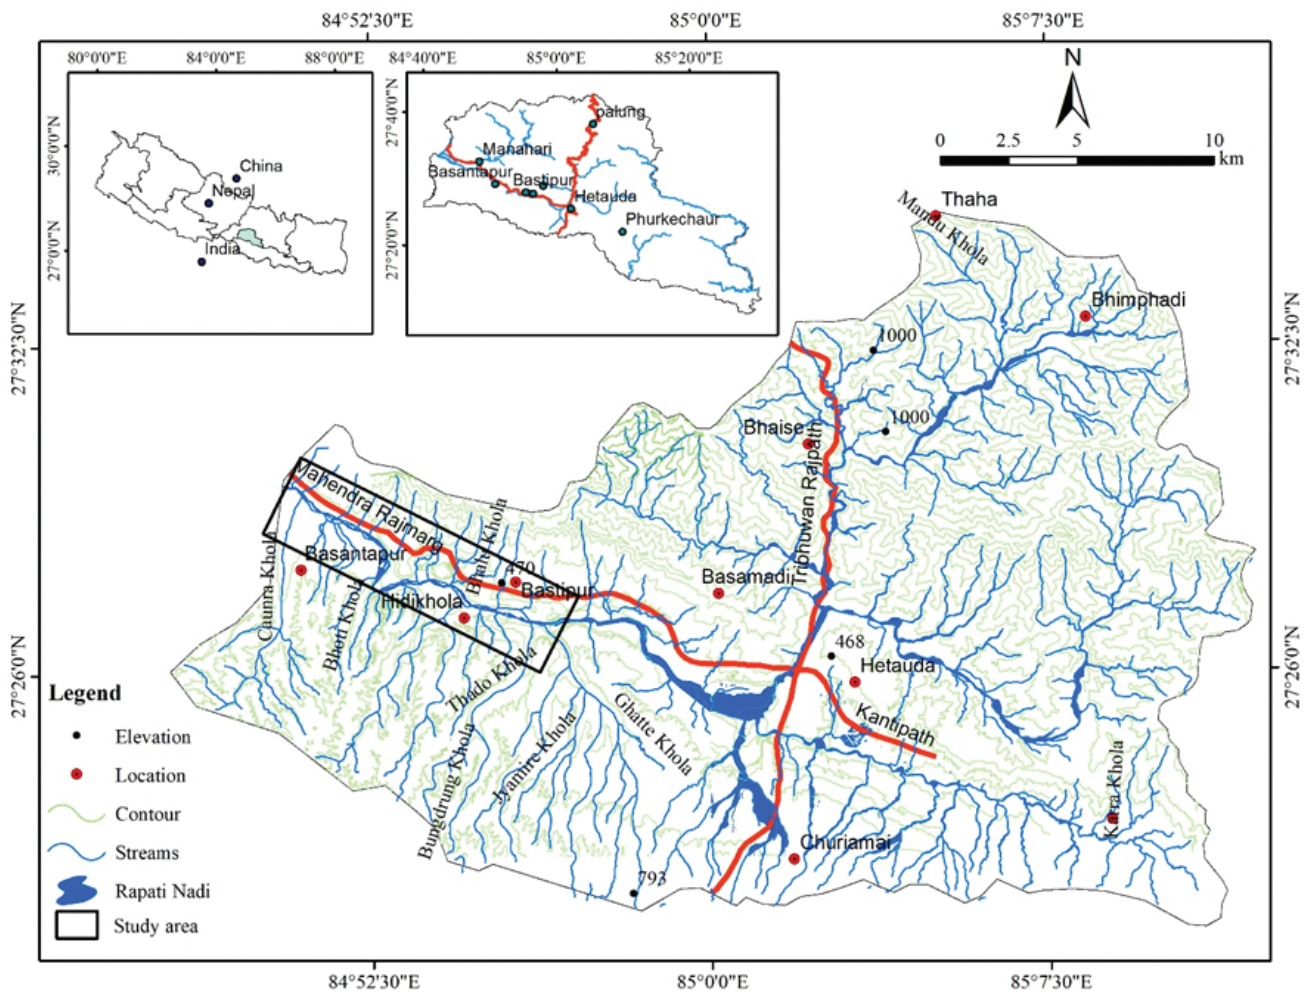 84°52'30"E
85°0'0"E
85°7'30"E
80°0'0"E
84°0'0"E
88°0'0"E
30°0'0"N
27°0'0"N
China
Nepal
India
84°40'0"E
85°0'0"E
85°20'0"E
27°40'0"N
27°20'0"N
palung
Manahari
Basantapur
Bastipur
Hetauda
Phurkechaur
N
0
2.5
5
10
km
27°32'30"N
27°32'30"N
Thaha
Mandu Khola
Bhimphadi
1000
1000
Bhaise
Tribhuwan Rajpath
Mahendra Rajmarg
Basantapur
Caunra Khola
Bhoti Khola
Hidikhola
470
Bastipur
Basamadij
468
Hetauda
Kantipath
Thado Khola
Ghatte Khola
Bungdrung Khola
Jyamire Khola
Karra Khola
Churiamai
793
27°26'0"N
27°26'0"N
Legend
Elevation
Location
Contour
Streams
Rapati Nadi
Study area
84°52'30"E
85°0'0"E
85°7'30"E